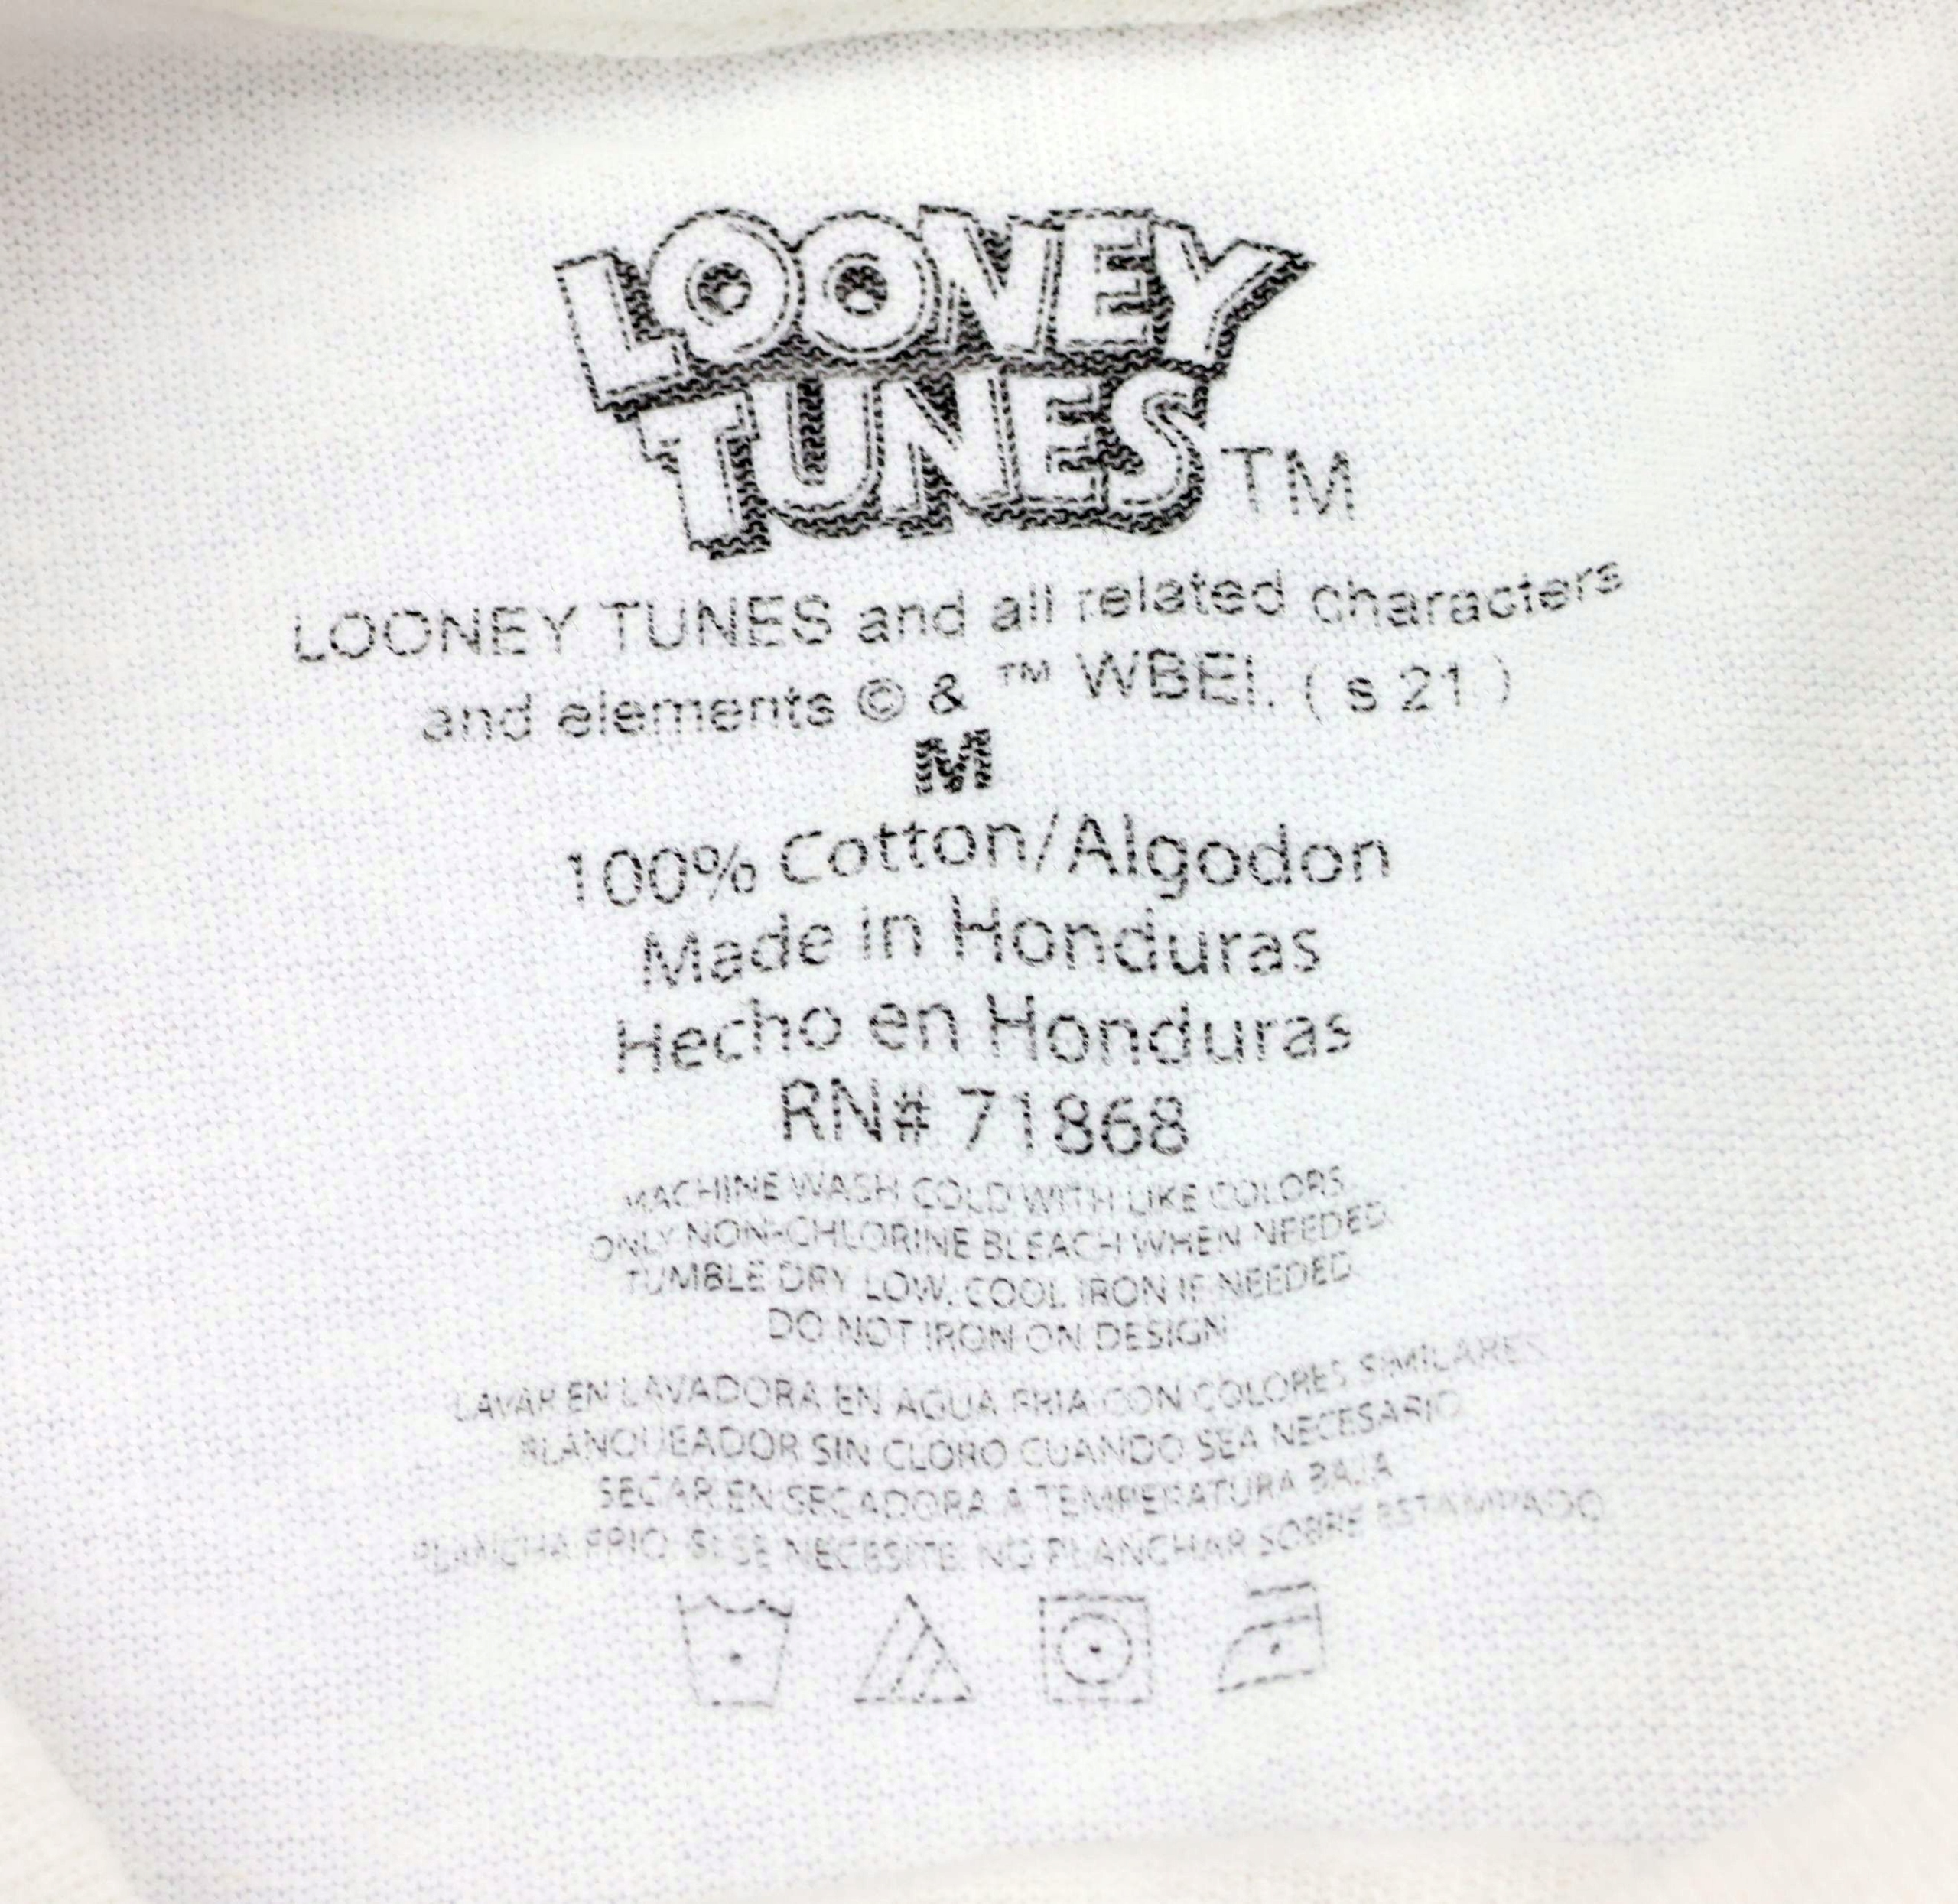 LOONEY
TUNES TM
LOONEY TUNES and all related characters
and elements © & ™ WBEI. ( s 21 )
M
100% Cotton/Algodon
Made in Honduras
Hecho en Honduras
RN# 71868
MACHINE WASH COLD WITH LIKE COLORS
ONLY NON-CHLORINE BLEACH WHEN NEEDED
TUMBLE DRY LOW. COOL IRON IF NEEDED
DO NOT IRON ON DESIGN
LAVAR EN LAVADORA EN AGUA FRIA CON COLORES SIMILARES
BLANQUEADOR SIN CLORO CUANDO SEA NECESARIO
SECAR EN SECADORA A TEMPERATURA BAJA
PLANCHA FRIO SI SE NECESITE. NO PLANCHAR SOBRE ESTAMPADO